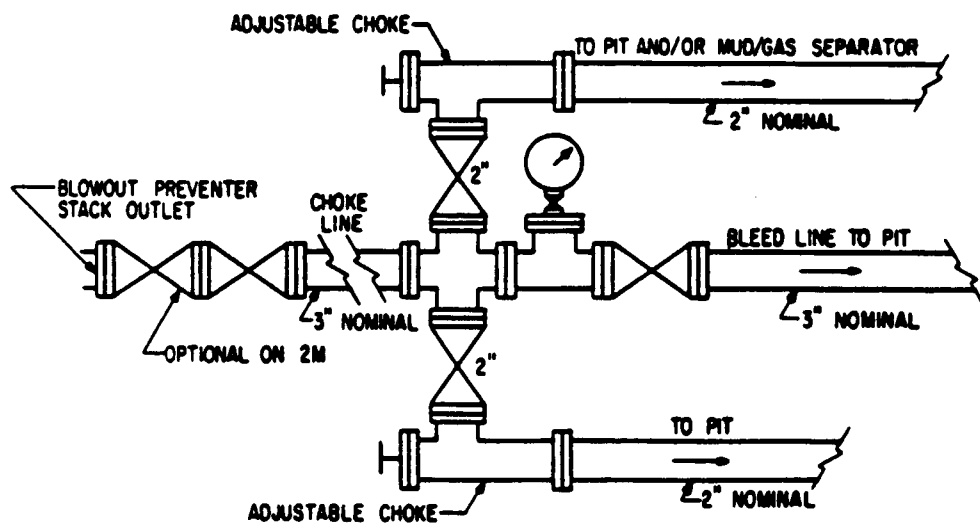 ADJUSTABLE CHOKE
TO PIT AND/OR MUD/GAS SEPARATOR
2" NOMINAL
2"
BLOWOUT PREVENTER
STACK OUTLET
CHOKE
LINE
BLEED LINE TO PIT
3" NOMINAL
3" NOMINAL
OPTIONAL ON 2M
2"
TO PIT
2" NOMINAL
ADJUSTABLE CHOKE